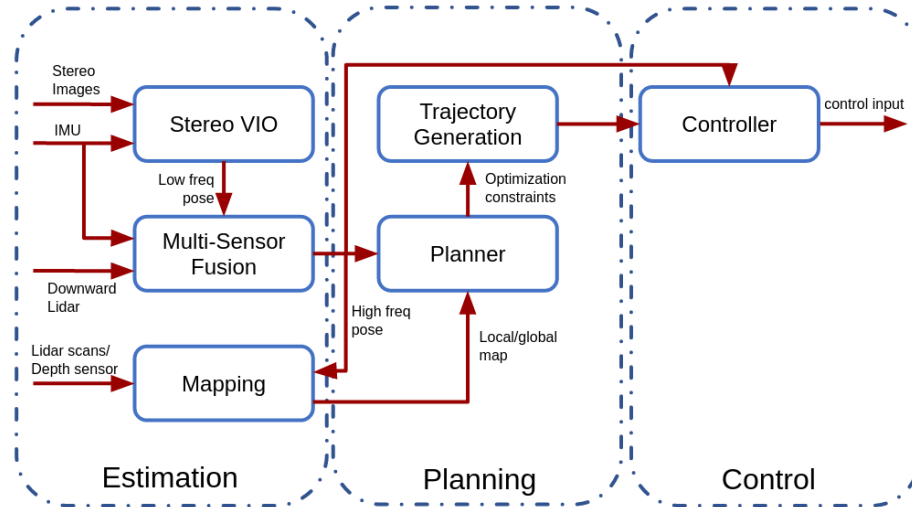 Stereo
Images
IMU
Stereo VIO
Low freq
pose
Multi-Sensor
Fusion
Downward
Lidar
Lidar scans/
Depth sensor
Mapping
Estimation
Trajectory
Generation
Optimization
constraints
Planner
High freq
pose
Local/global
map
Planning
Controller
control input
Control